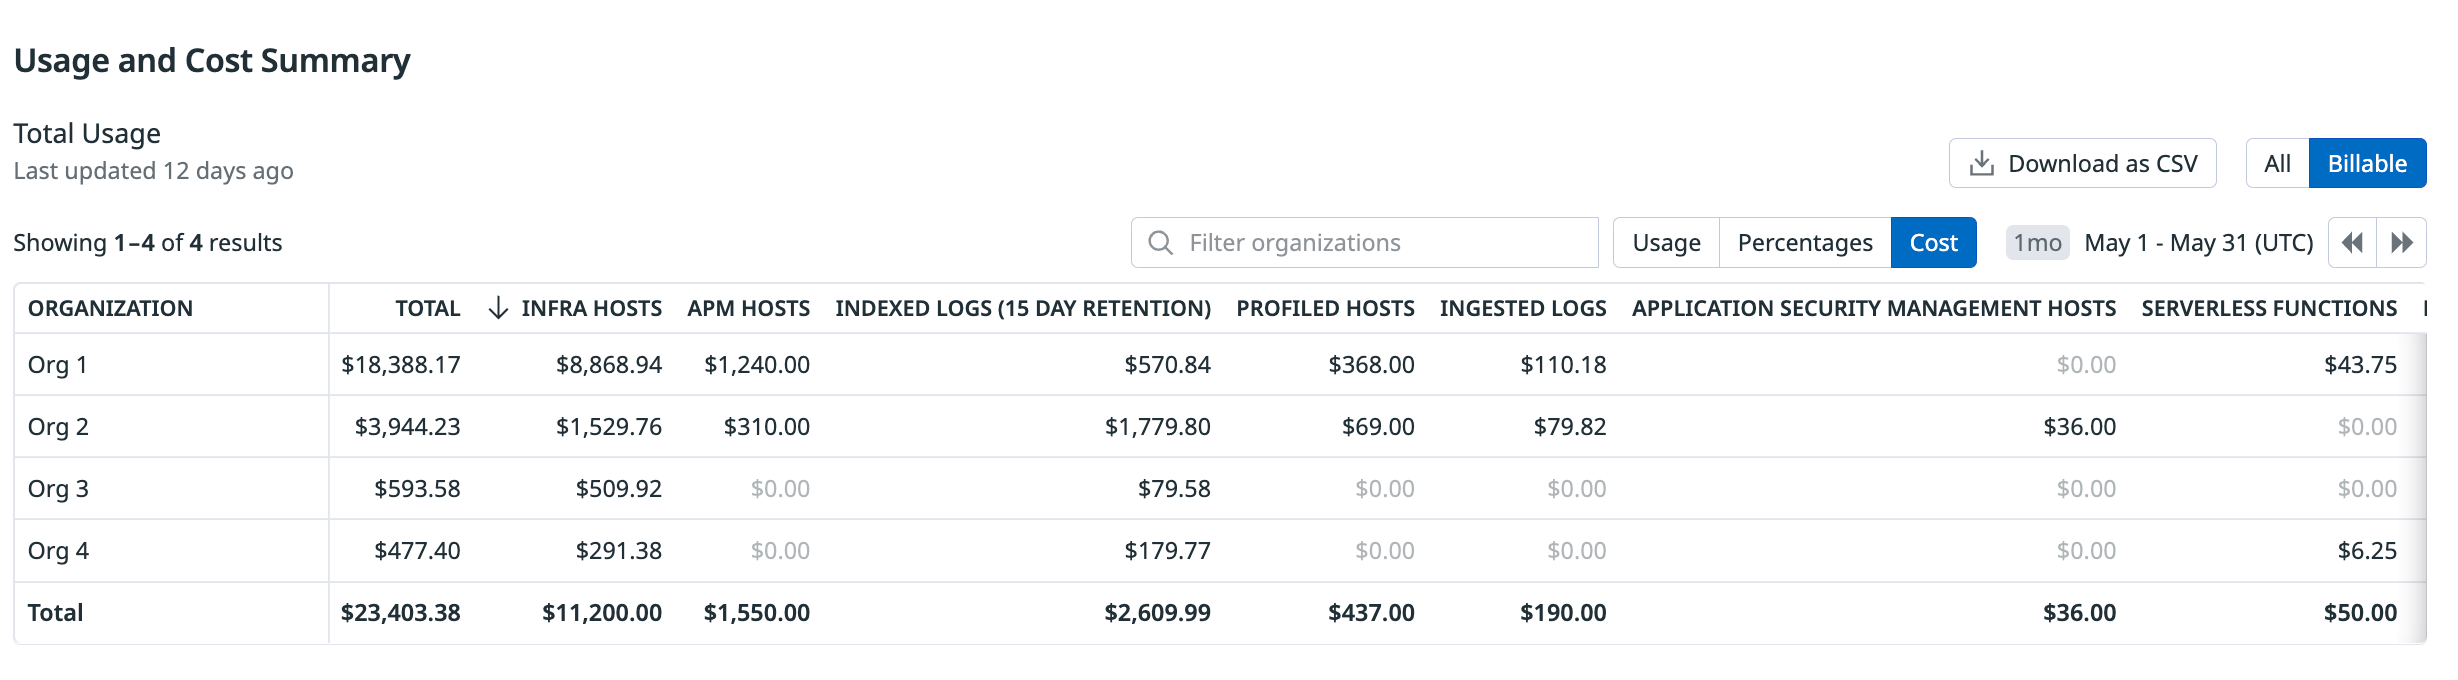 Usage and Cost Summary
Total Usage
Last updated 12 days ago
Download as CSV All Billable
Showing 1–4 of 4 results Filter organizations Usage Percentages Cost 1mo May 1 - May 31 (UTC)
ORGANIZATION TOTAL INFRA HOSTS APM HOSTS INDEXED LOGS (15 DAY RETENTION) PROFILED HOSTS INGESTED LOGS APPLICATION SECURITY MANAGEMENT HOSTS SERVERLESS FUNCTIONS
Org 1 $18,388.17 $8,868.94 $1,240.00 $570.84 $368.00 $110.18 $0.00 $43.75
Org 2 $3,944.23 $1,529.76 $310.00 $1,779.80 $69.00 $79.82 $36.00 $0.00
Org 3 $593.58 $509.92 $0.00 $79.58 $0.00 $0.00 $0.00 $0.00
Org 4 $477.40 $291.38 $0.00 $179.77 $0.00 $0.00 $0.00 $6.25
Total $23,403.38 $11,200.00 $1,550.00 $2,609.99 $437.00 $190.00 $36.00 $50.00